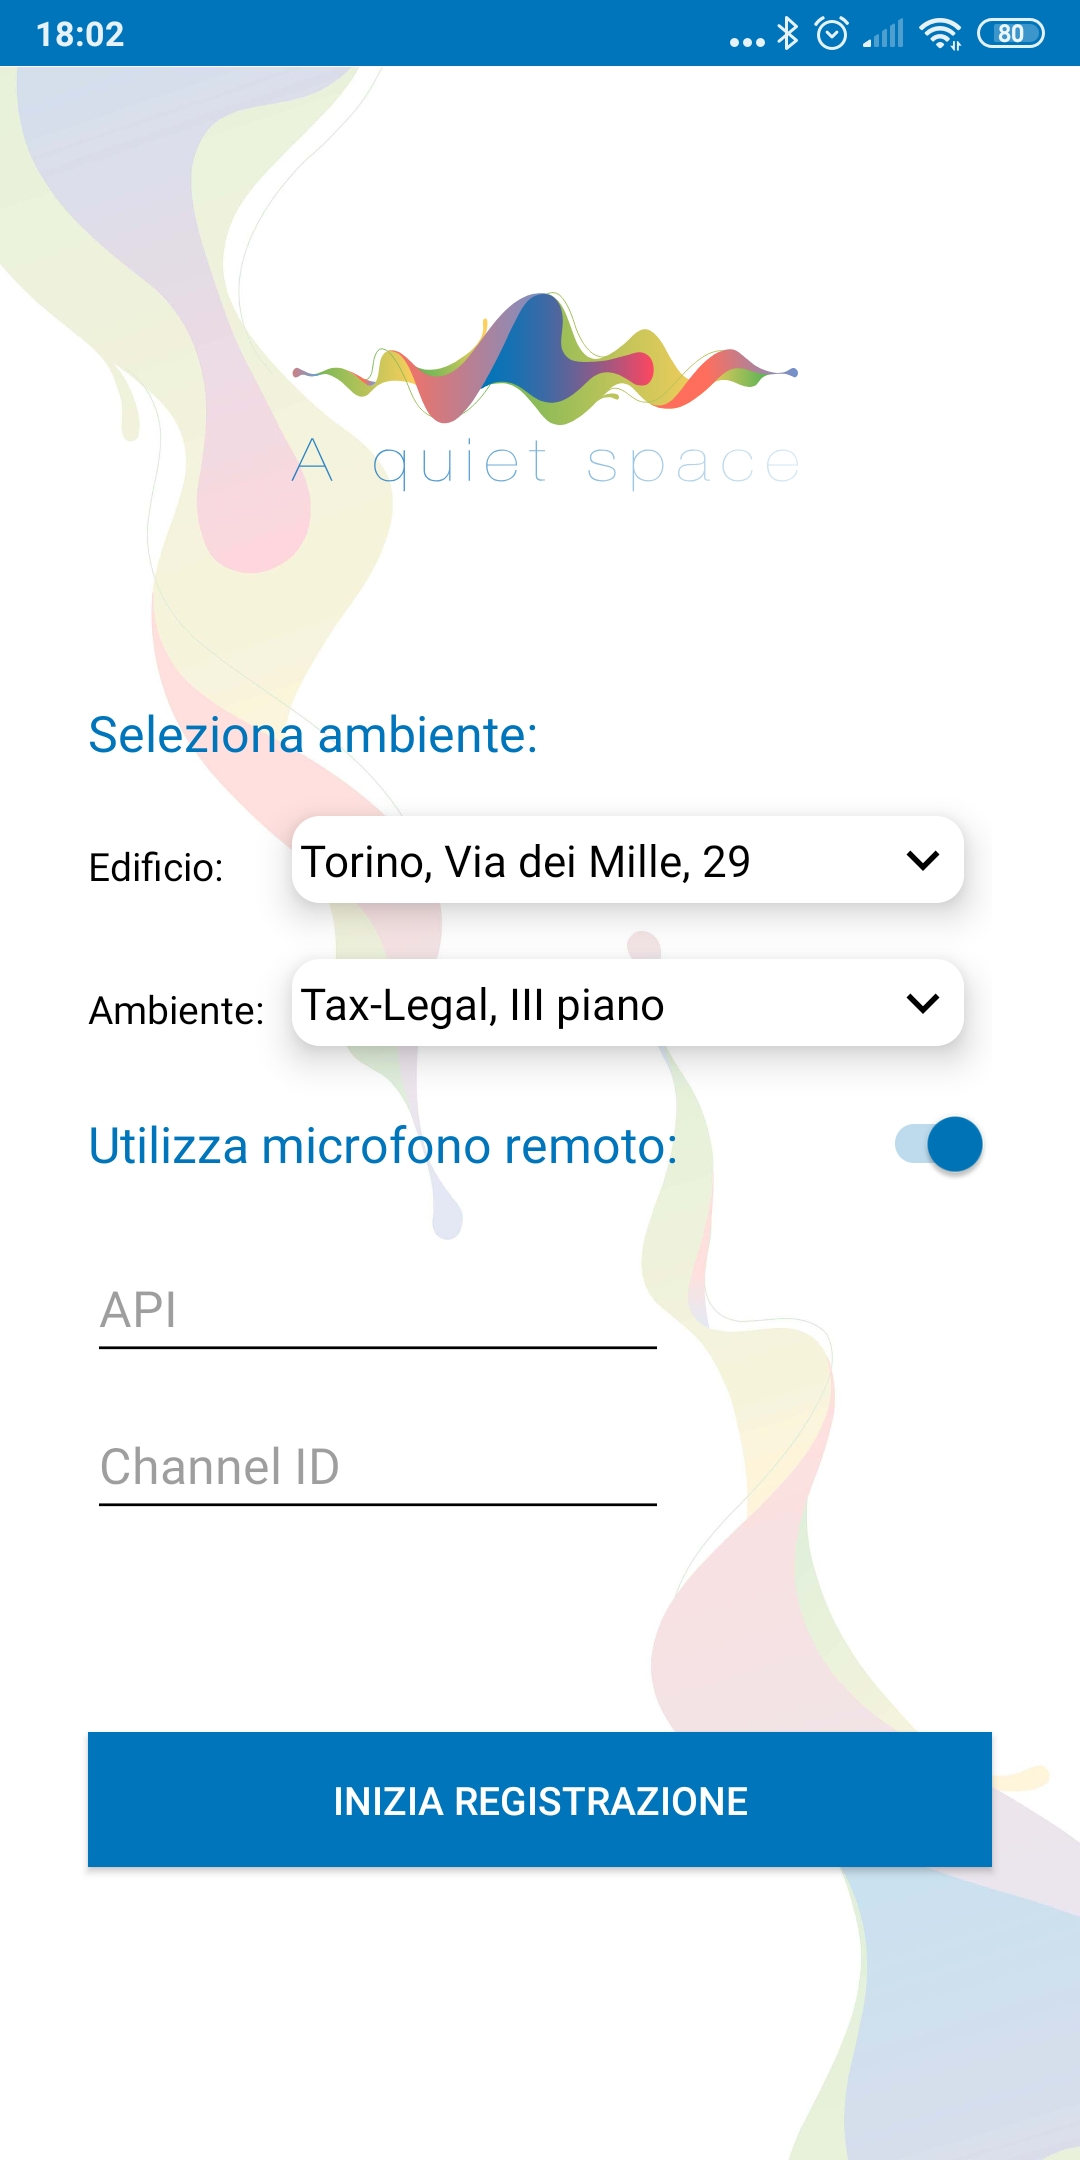 18:02
80
A quiet space
Seleziona ambiente:
Edificio:
Torino, Via dei Mille, 29
Ambiente:
Tax-Legal, III piano
Utilizza microfono remoto:
API
Channel ID
INIZIA REGISTRAZIONE